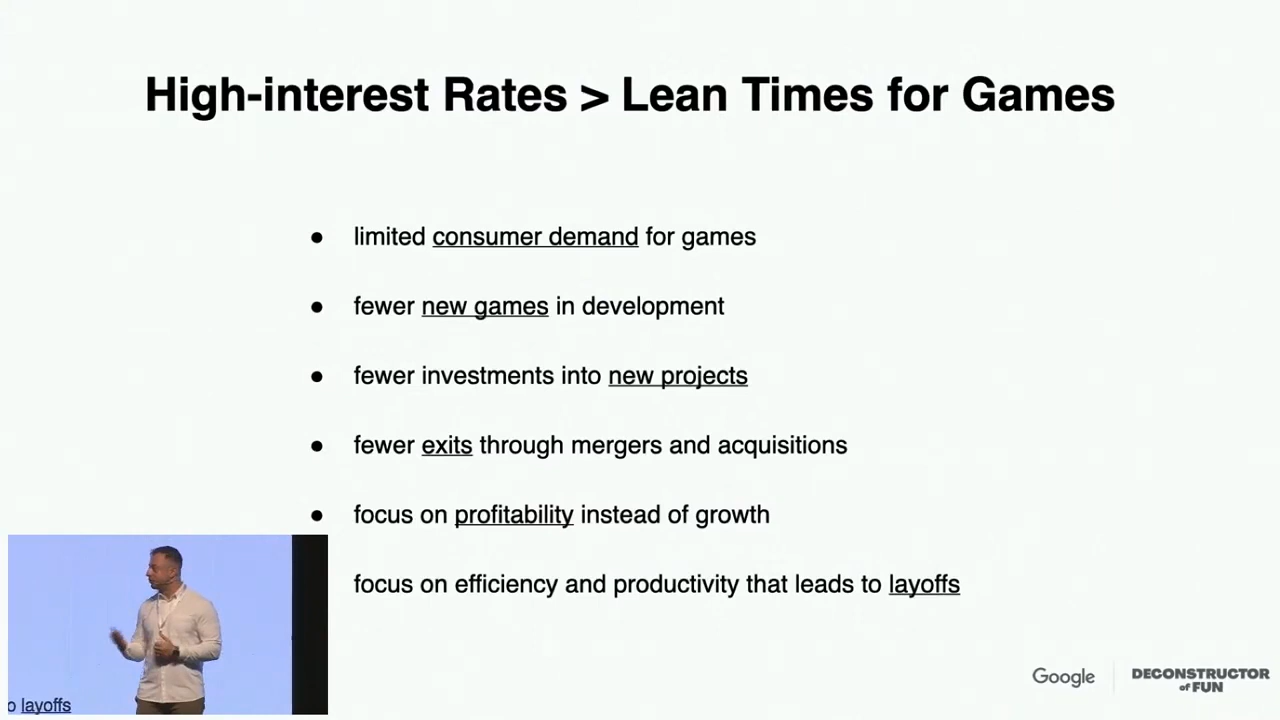 High-interest Rates > Lean Times for Games
● limited consumer demand for games
● fewer new games in development
● fewer investments into new projects
● fewer exits through mergers and acquisitions
● focus on profitability instead of growth
focus on efficiency and productivity that leads to layoffs
o layoffs
Google
DECONSTRUCTOR
of FUN